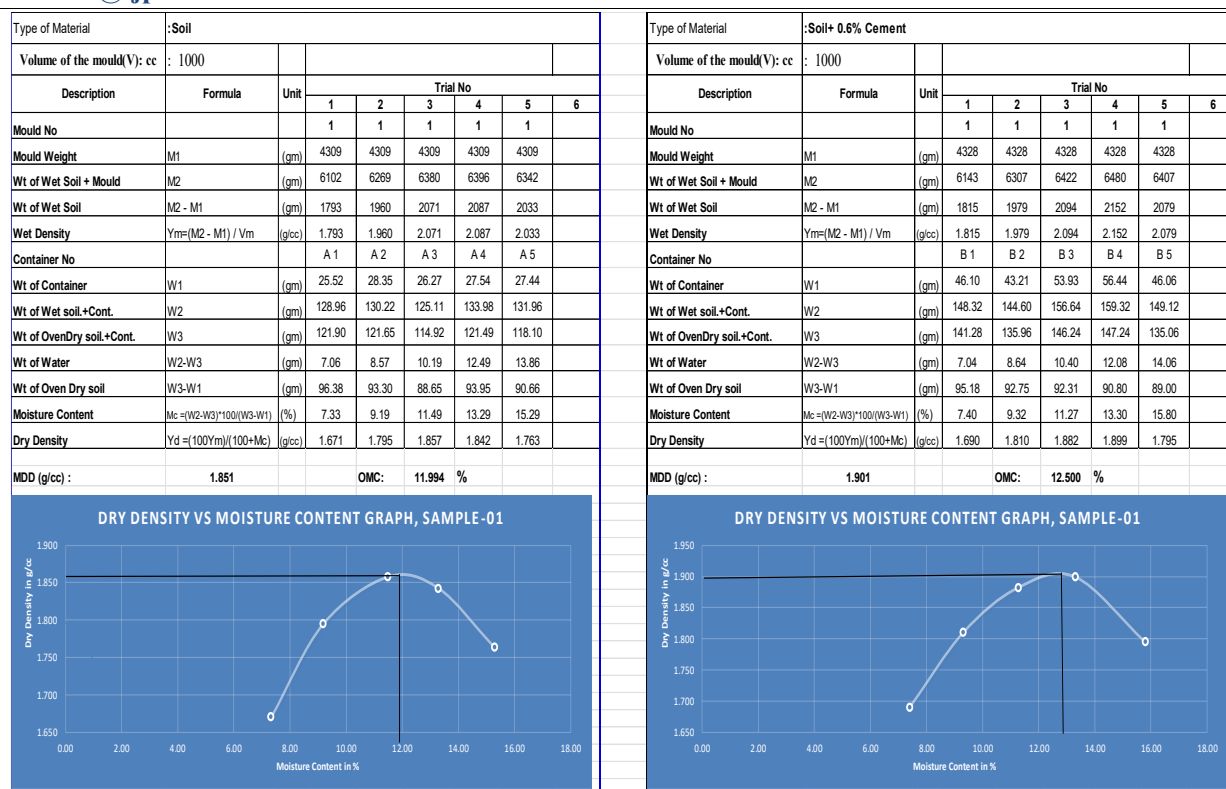 Type of Material :Soil
Volume of the mould(V): cc : 1000
Description Formula Unit Trial No
1 2 3 4 5 6
Mould No 1 1 1 1 1
Mould Weight M1 (gm) 4309 4309 4309 4309 4309
Wt of Wet Soil + Mould M2 (gm) 6102 6269 6380 6396 6342
Wt of Wet Soil M2 - M1 (gm) 1793 1960 2071 2087 2033
Wet Density Ym=(M2 - M1) / Vm (g/cc) 1.793 1.960 2.071 2.087 2.033
Container No A 1 A 2 A 3 A 4 A 5
Wt of Container W1 (gm) 25.52 28.35 26.27 27.54 27.44
Wt of Wet soil.+Cont. W2 (gm) 128.96 130.22 125.11 133.98 131.96
Wt of OvenDry soil.+Cont. W3 (gm) 121.90 121.65 114.92 121.49 118.10
Wt of Water W2-W3 (gm) 7.06 8.57 10.19 12.49 13.86
Wt of Oven Dry soil W3-W1 (gm) 96.38 93.30 88.65 93.95 90.66
Moisture Content Mc =(W2-W3)*100/(W3-W1) (%) 7.33 9.19 11.49 13.29 15.29
Dry Density Yd =(100Ym)/(100+Mc) (g/cc) 1.671 1.795 1.857 1.842 1.763
MDD (g/cc) : 1.851 OMC: 11.994 %
DRY DENSITY VS MOISTURE CONTENT GRAPH, SAMPLE-01
Dry Density in g/cc
1.900
1.850
1.800
1.750
1.700
1.650
0.00 2.00 4.00 6.00 8.00 10.00 12.00 14.00 16.00 18.00
Moisture Content in %
Type of Material :Soil+ 0.6% Cement
Volume of the mould(V): cc : 1000
Description Formula Unit Trial No
1 2 3 4 5 6
Mould No 1 1 1 1 1
Mould Weight M1 (gm) 4328 4328 4328 4328 4328
Wt of Wet Soil + Mould M2 (gm) 6143 6307 6422 6480 6407
Wt of Wet Soil M2 - M1 (gm) 1815 1979 2094 2152 2079
Wet Density Ym=(M2 - M1) / Vm (g/cc) 1.815 1.979 2.094 2.152 2.079
Container No B 1 B 2 B 3 B 4 B 5
Wt of Container W1 (gm) 46.10 43.21 53.93 56.44 46.06
Wt of Wet soil.+Cont. W2 (gm) 148.32 144.60 156.64 159.32 149.12
Wt of OvenDry soil.+Cont. W3 (gm) 141.28 135.96 146.24 147.24 135.06
Wt of Water W2-W3 (gm) 7.04 8.64 10.40 12.08 14.06
Wt of Oven Dry soil W3-W1 (gm) 95.18 92.75 92.31 90.80 89.00
Moisture Content Mc =(W2-W3)*100/(W3-W1) (%) 7.40 9.32 11.27 13.30 15.80
Dry Density Yd =(100Ym)/(100+Mc) (g/cc) 1.690 1.810 1.882 1.899 1.795
MDD (g/cc) : 1.901 OMC: 12.500 %
DRY DENSITY VS MOISTURE CONTENT GRAPH, SAMPLE-01
Dry Density in g/cc
1.950
1.900
1.850
1.800
1.750
1.700
1.650
0.00 2.00 4.00 6.00 8.00 10.00 12.00 14.00 16.00 18.00
Moisture Content in %